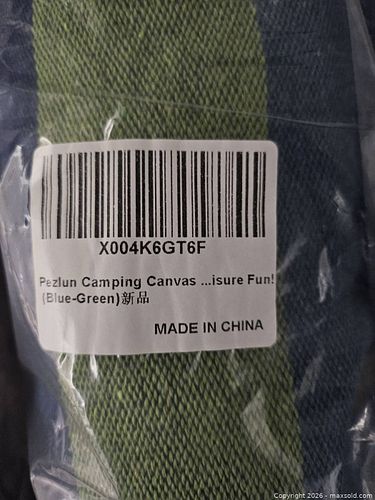 X004K6GT6F
Pezlun Camping Canvas ...isure Fun!
(Blue-Green)新品
MADE IN CHINA
Copyright 2026 - maxsold.com